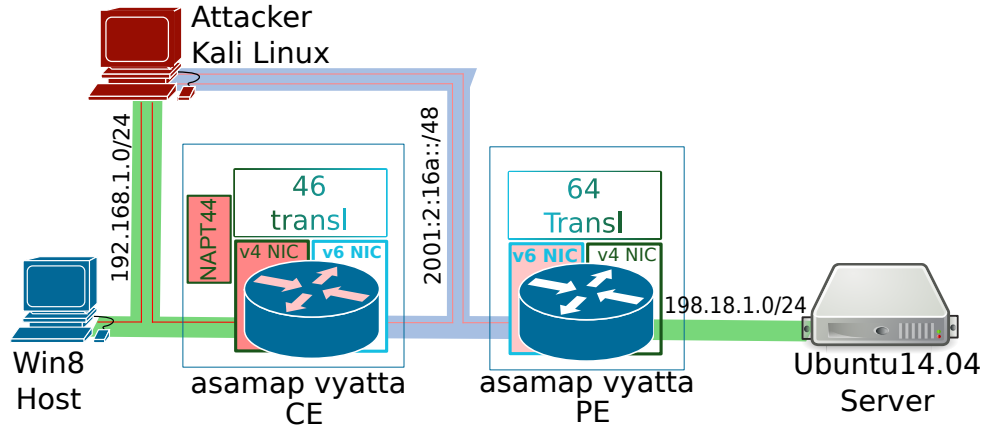 Attacker
Kali Linux
192.168.1.0/24
2001:2:16a::/48
NAPT44
46
transl
v4 NIC
v6 NIC
64
Transl
v6 NIC
v4 NIC
198.18.1.0/24
Win8
Host
asamap vyatta
CE
asamap vyatta
PE
Ubuntu14.04
Server